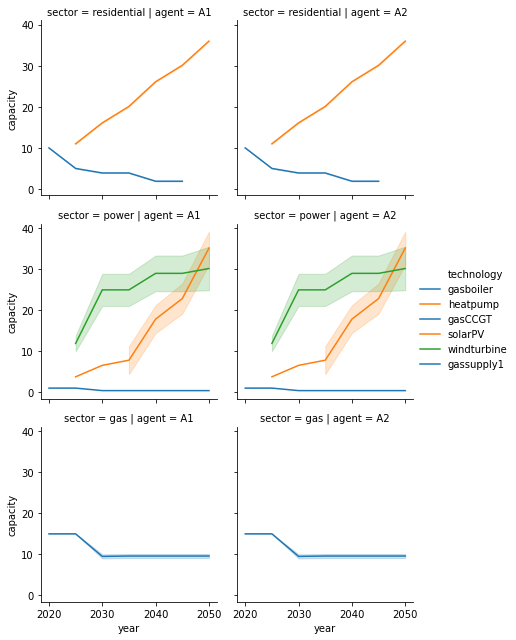 sector = residential | agent = A1
sector = residential | agent = A2
40
30
20
10
0
capacity
sector = power | agent = A1
sector = power | agent = A2
40
30
20
10
0
capacity
technology
gasboiler
heatpump
gasCCGT
solarPV
windturbine
gassupply1
sector = gas | agent = A1
sector = gas | agent = A2
40
30
20
10
0
capacity
2020 2030 2040 2050
2020 2030 2040 2050
year
year